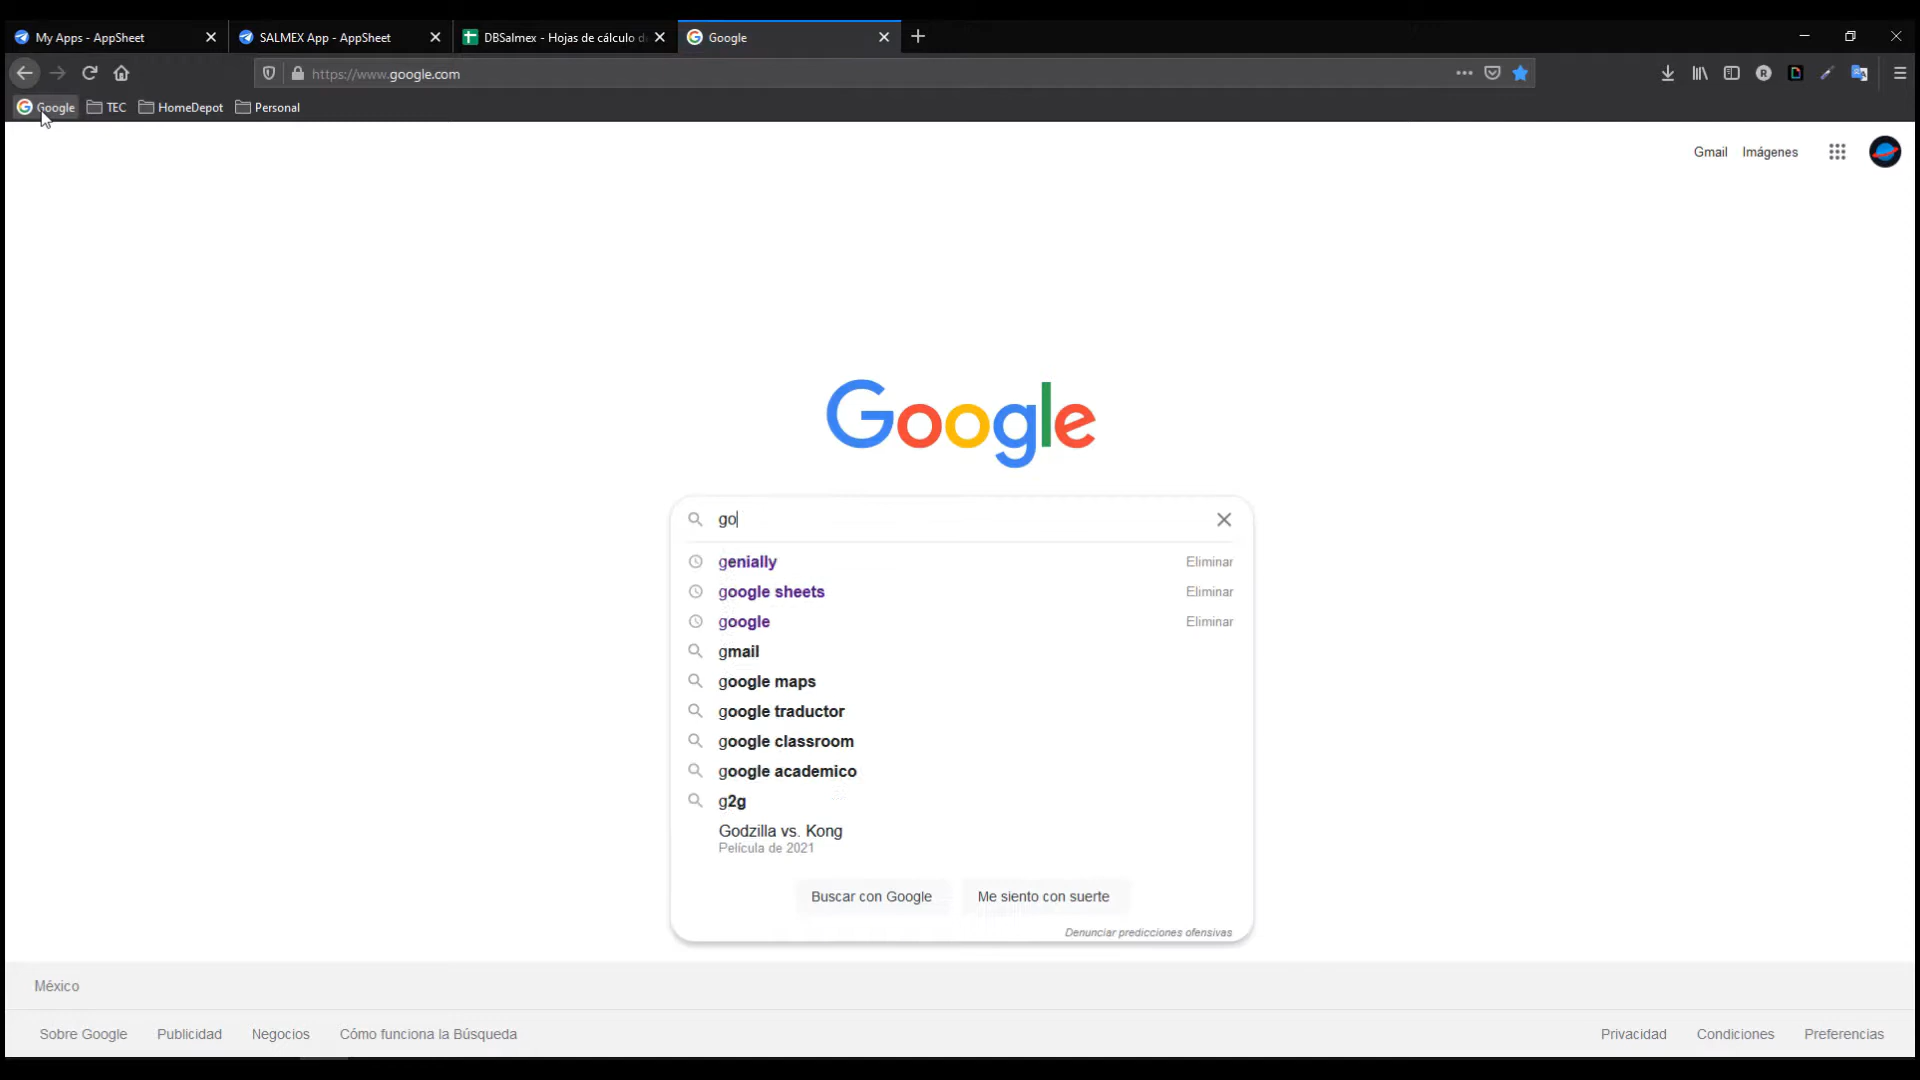 My Apps - AppSheet
SALMEX App - AppSheet
DBSalmex - Hojas de cálculo d
Google
https://www.google.com
Google
TEC
HomeDepot
Personal
Gmail
Imágenes
Google
go
genially
Eliminar
google sheets
Eliminar
google
Eliminar
gmail
google maps
google traductor
google classroom
google academico
g2g
Godzilla vs. Kong
Película de 2021
Buscar con Google
Me siento con suerte
Denunciar predicciones ofensivas
México
Sobre Google
Publicidad
Negocios
Cómo funciona la Búsqueda
Privacidad
Condiciones
Preferencias